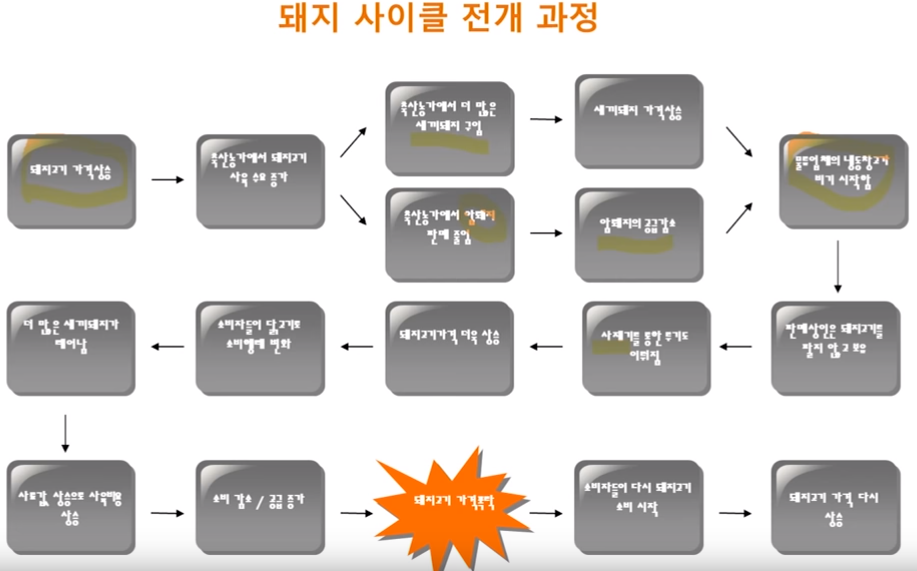 돼지 사이클 전개 과정
돼지고기 가격상승
축산농가에서 돼지고기
사육 수요 증가
축산농가에서 더 많은
새끼돼지 구입
새끼돼지 가격상승
축산농가에서 암돼지
판매 줄임
암돼지의 공급감소
물류업체의 냉동창고가
비기 시작함
판매상인은 돼지고기를
팔지 않고 모음
사재기를 통한 투기도
이뤄짐
돼지고기가격 더욱 상승
소비자들이 닭고기로
소비행태 변화
더 많은 새끼돼지가
태어남
사료값 상승으로 사육비용
상승
소비 감소 / 공급 증가
돼지고기 가격폭락
소비자들이 다시 돼지고기
소비 시작
돼지고기 가격 다시
상승